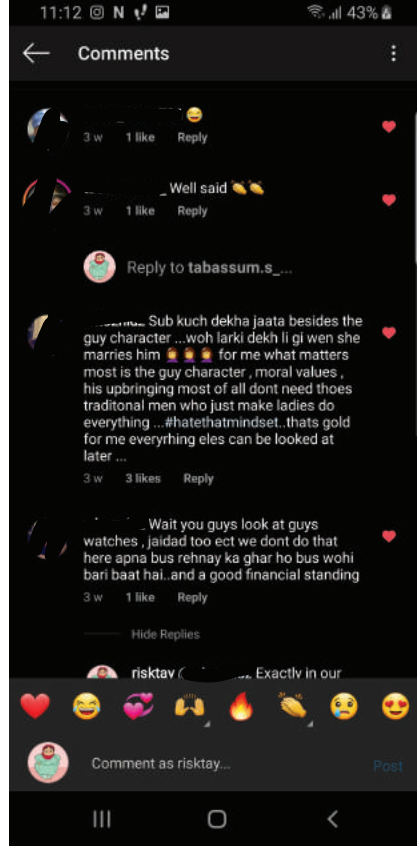 11:12 N 43%
Comments
😂
3 w 1 like Reply
Well said 👏👏
3 w 1 like Reply
Reply to tabassum.s_...
Sub kuch dekha jaata besides the
guy character ...woh larki dekh li gi wen she
marries him 🤦‍♀️🤦‍♀️🤦‍♀️ for me what matters
most is the guy character , moral values ,
his upbringing most of all dont need thoes
traditonal men who just make ladies do
everything ...#hatethatmindset..thats gold
for me everyrhing eles can be looked at
later ...
3 w 3 likes Reply
Wait you guys look at guys
watches , jaidad too ect we dont do that
here apna bus rehnay ka ghar ho bus wohi
bari baat hai..and a good financial standing
3 w 1 like Reply
Hide Replies
risktay Exactly in our
❤️😂💞🙌🔥👏😢😍
Comment as risktay... Post